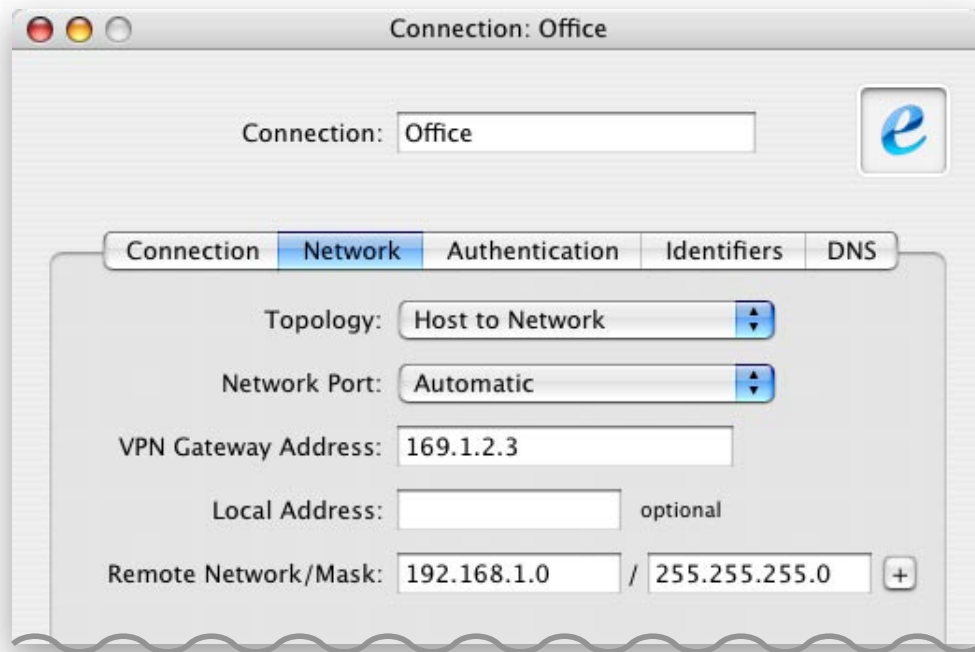 Connection: Office
Connection: Office
Connection Network Authentication Identifiers DNS
Topology: Host to Network
Network Port: Automatic
VPN Gateway Address: 169.1.2.3
Local Address: optional
Remote Network/Mask: 192.168.1.0 / 255.255.255.0 +